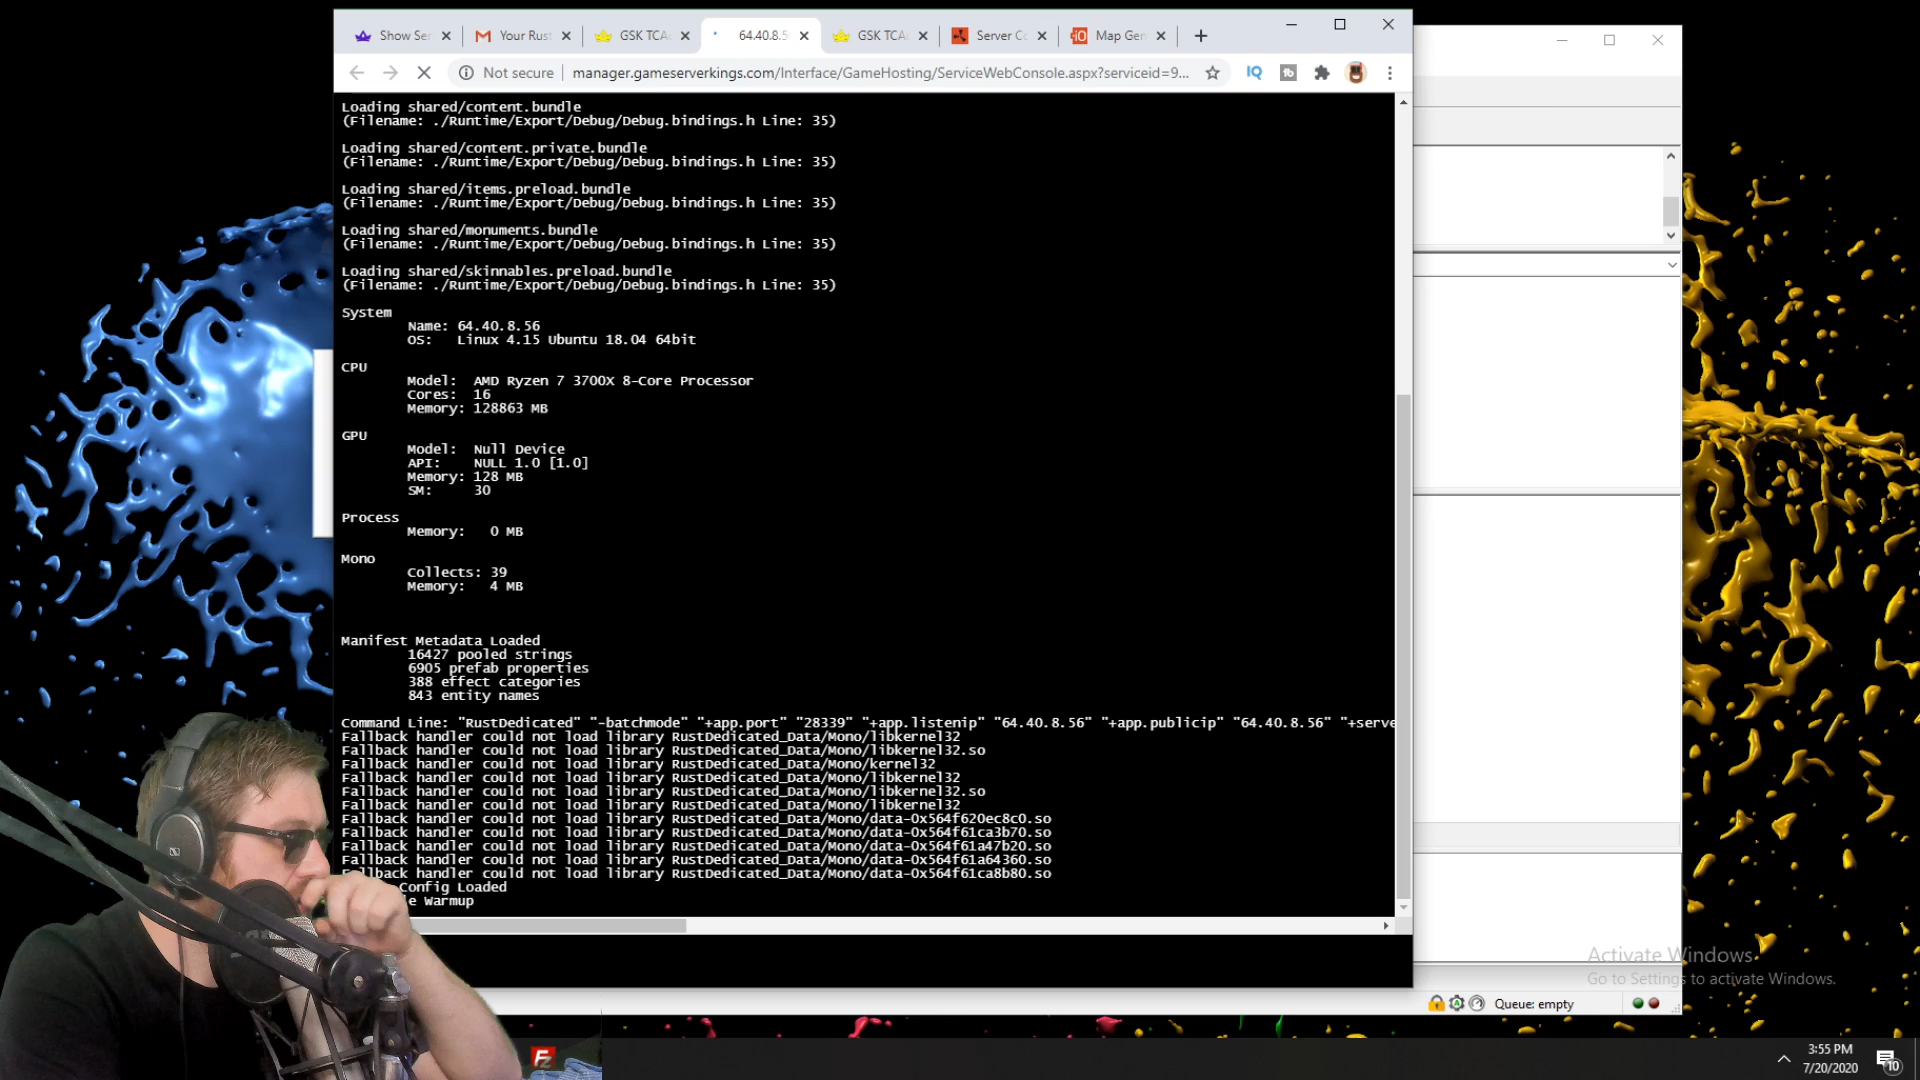 Show Ser
Your Rus
GSK TCA
64.40.8.5
GSK TCA
Server Co
Map Gen
Not secure
manager.gameserverkings.com/Interface/GameHosting/ServiceWebConsole.aspx?serviceid=9...
Loading shared/content.bundle
(Filename: ./Runtime/Export/Debug/Debug.bindings.h Line: 35)
Loading shared/content.private.bundle
(Filename: ./Runtime/Export/Debug/Debug.bindings.h Line: 35)
Loading shared/items.preload.bundle
(Filename: ./Runtime/Export/Debug/Debug.bindings.h Line: 35)
Loading shared/monuments.bundle
(Filename: ./Runtime/Export/Debug/Debug.bindings.h Line: 35)
Loading shared/skinnables.preload.bundle
(Filename: ./Runtime/Export/Debug/Debug.bindings.h Line: 35)
System
Name: 64.40.8.56
OS: Linux 4.15 Ubuntu 18.04 64bit
CPU
Model: AMD Ryzen 7 3700X 8-Core Processor
Cores: 16
Memory: 128863 MB
GPU
Model: Null Device
API: NULL 1.0 [1.0]
Memory: 128 MB
SM: 30
Process
Memory: 0 MB
Mono
Collects: 39
Memory: 4 MB
Manifest Metadata Loaded
16427 pooled strings
6905 prefab properties
388 effect categories
843 entity names
Command Line: "RustDedicated" "-batchmode" "+app.port" "28339" "+app.listenip" "64.40.8.56" "+app.publicip" "64.40.8.56" "+serve
Fallback handler could not load library RustDedicated_Data/Mono/libkernel32
Fallback handler could not load library RustDedicated_Data/Mono/libkernel32.so
Fallback handler could not load library RustDedicated_Data/Mono/kernel32
Fallback handler could not load library RustDedicated_Data/Mono/libkernel32
Fallback handler could not load library RustDedicated_Data/Mono/libkernel32.so
Fallback handler could not load library RustDedicated_Data/Mono/libkernel32
Fallback handler could not load library RustDedicated_Data/Mono/data-0x564f620ec8c0.so
Fallback handler could not load library RustDedicated_Data/Mono/data-0x564f61ca3b70.so
Fallback handler could not load library RustDedicated_Data/Mono/data-0x564f61a47b20.so
Fallback handler could not load library RustDedicated_Data/Mono/data-0x564f61a64360.so
Fallback handler could not load library RustDedicated_Data/Mono/data-0x564f61ca8b80.so
Config Loaded
e Warmup
Activate Windows
Go to Settings to activate Windows.
Queue: empty
3:55 PM
7/20/2020
10